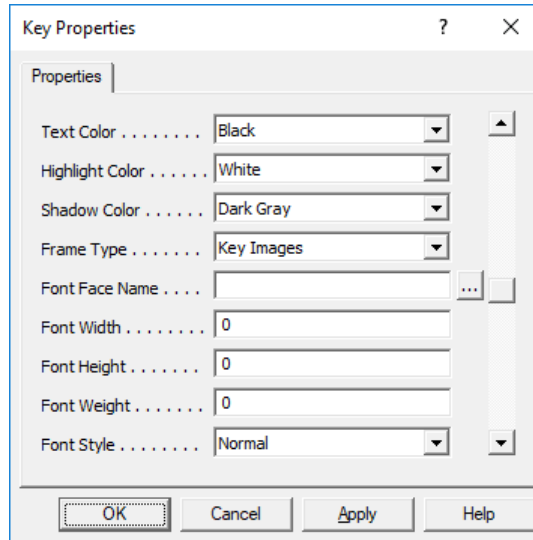 Key Properties ?
Properties
Text Color . . . . . . . . Black
Highlight Color . . . . . . White
Shadow Color . . . . . . Dark Gray
Frame Type . . . . . . . Key Images
Font Face Name . . . . ...
Font Width . . . . . . . . 0
Font Height . . . . . . . 0
Font Weight . . . . . . . 0
Font Style . . . . . . . . Normal
OK Cancel Apply Help